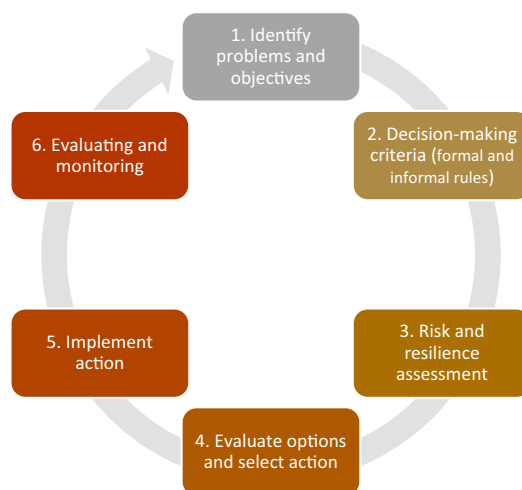 1. Identify
problems and
objectives
2. Decision-making
criteria (formal and
informal rules)
3. Risk and
resilience
assessment
4. Evaluate options
and select action
5. Implement
action
6. Evaluating and
monitoring